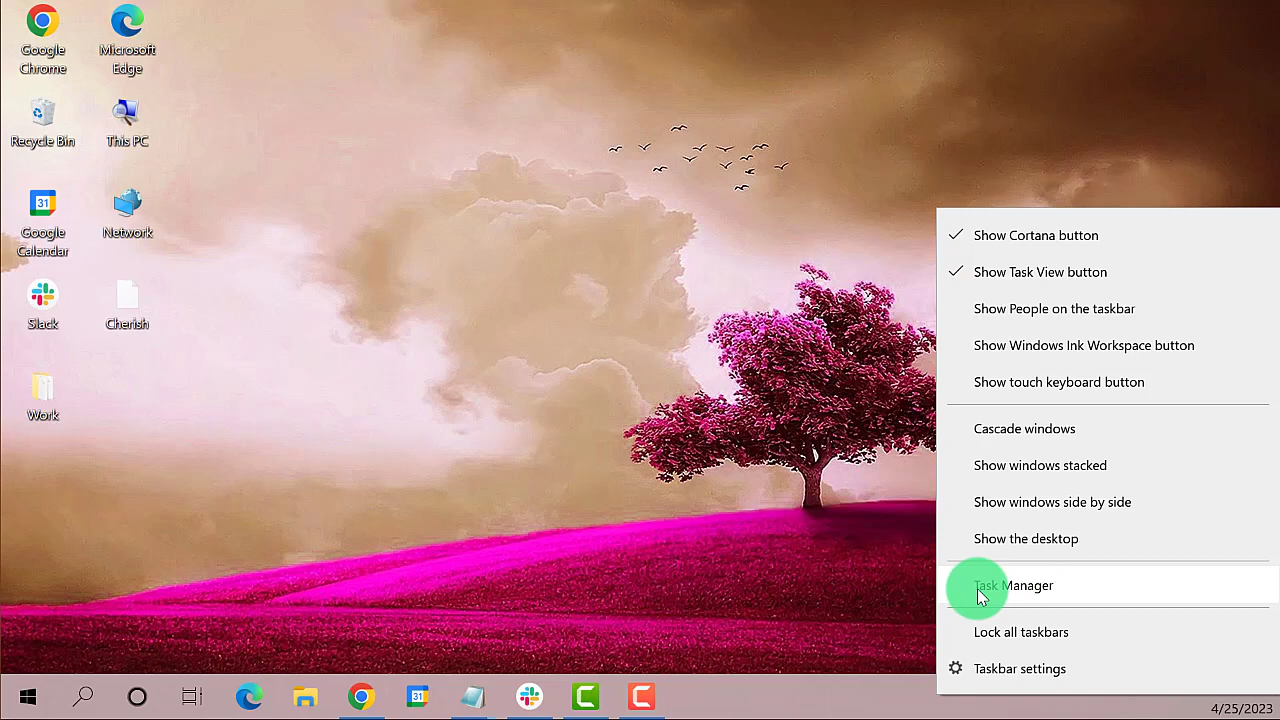 Google
Chrome
Microsoft
Edge
Recycle Bin
This PC
31
Google
Calendar
Network
Slack
Cherish
Work
Show Cortana button
Show Task View button
Show People on the taskbar
Show Windows Ink Workspace button
Show touch keyboard button
Cascade windows
Show windows stacked
Show windows side by side
Show the desktop
Task Manager
Lock all taskbars
Taskbar settings
31
4/25/2023